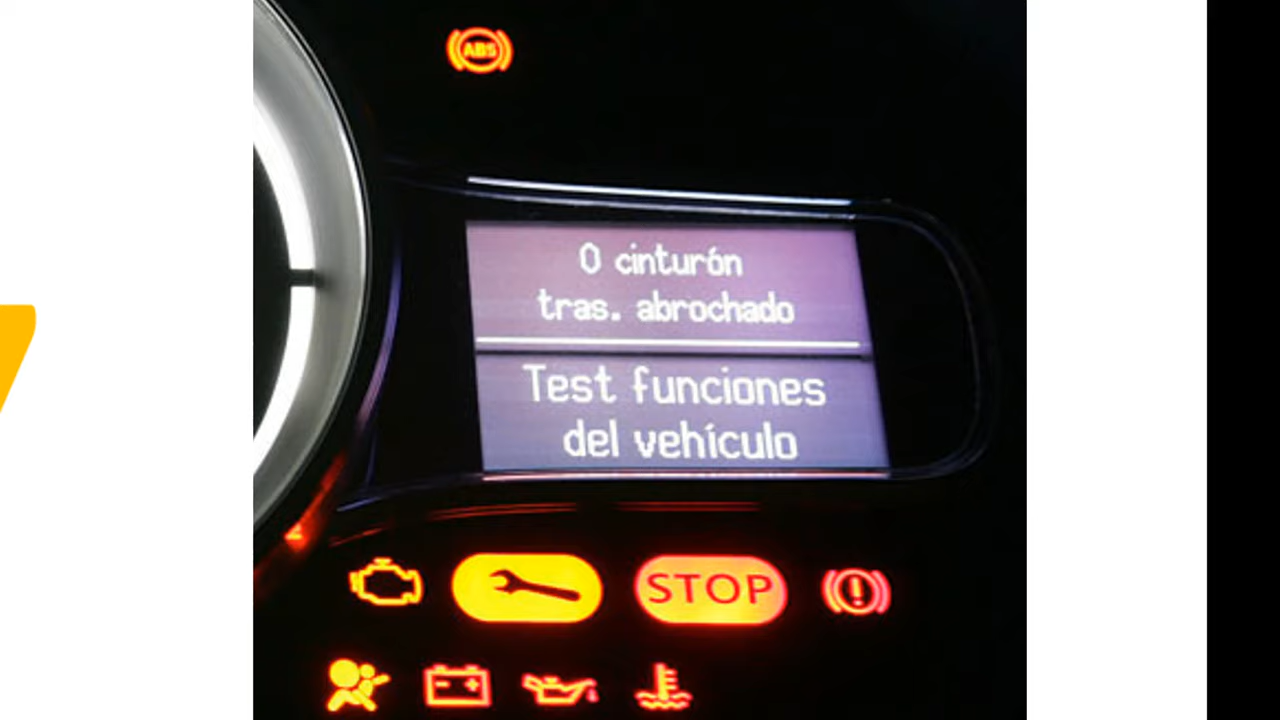 ABS
0 cinturón
tras. abrochado
Test funciones
del vehículo
STOP